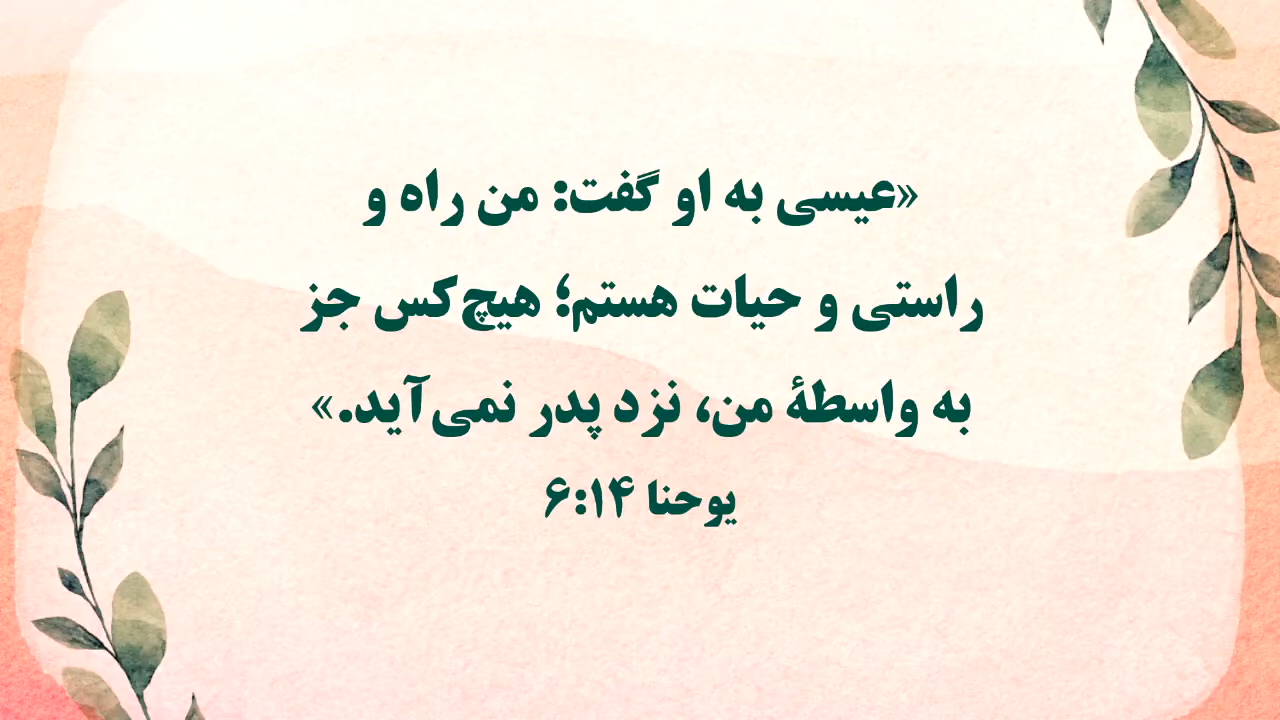 «عیسی به او گفت: من راه و
راستی و حیات هستم؛ هیچ‌کس جز
به واسطهٔ من، نزد پدر نمی‌آید.»
یوحنا ۶:۱۴